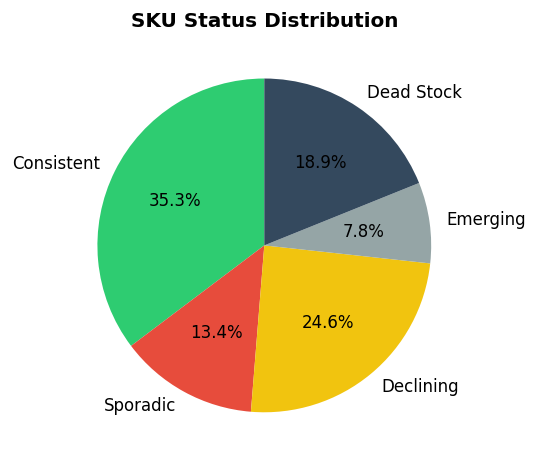 SKU Status Distribution
Dead Stock
18.9%
Consistent
35.3%
Emerging
7.8%
24.6%
13.4%
Declining
Sporadic